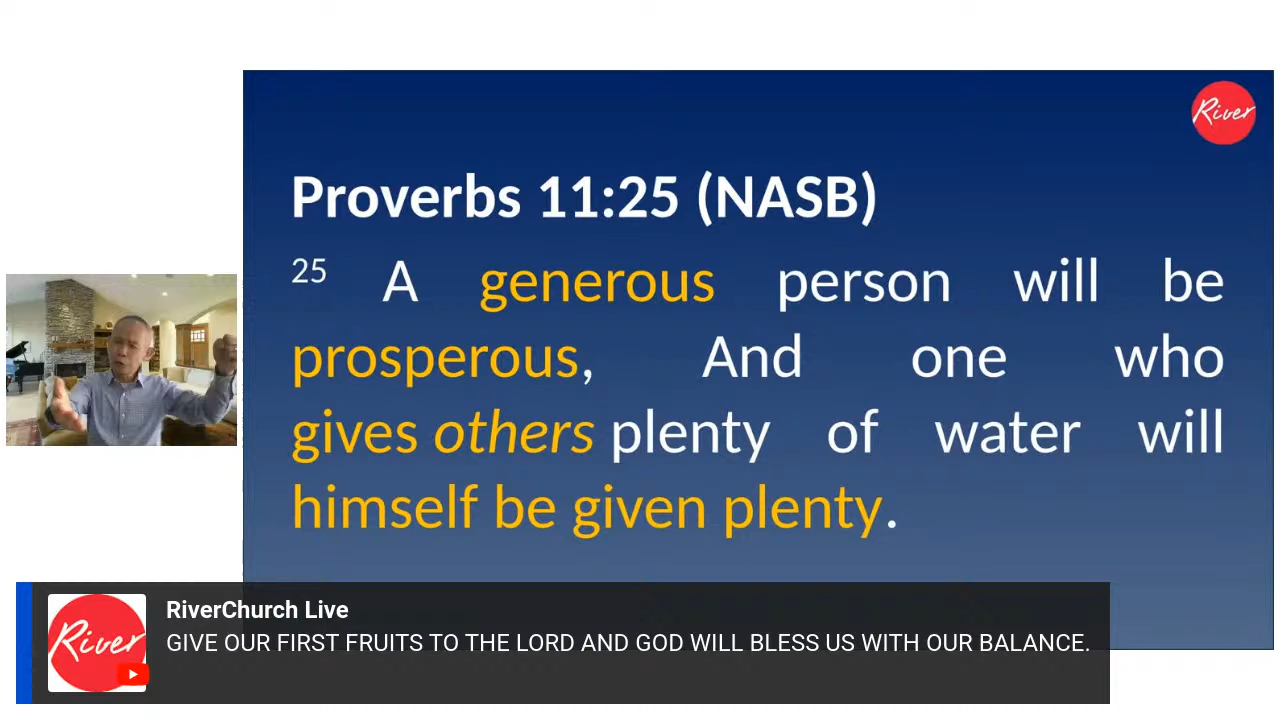 River
Proverbs 11:25 (NASB)
25 A generous person will be
prosperous, And one who
gives others plenty of water will
himself be given plenty.
River
RiverChurch Live
GIVE OUR FIRST FRUITS TO THE LORD AND GOD WILL BLESS US WITH OUR BALANCE.